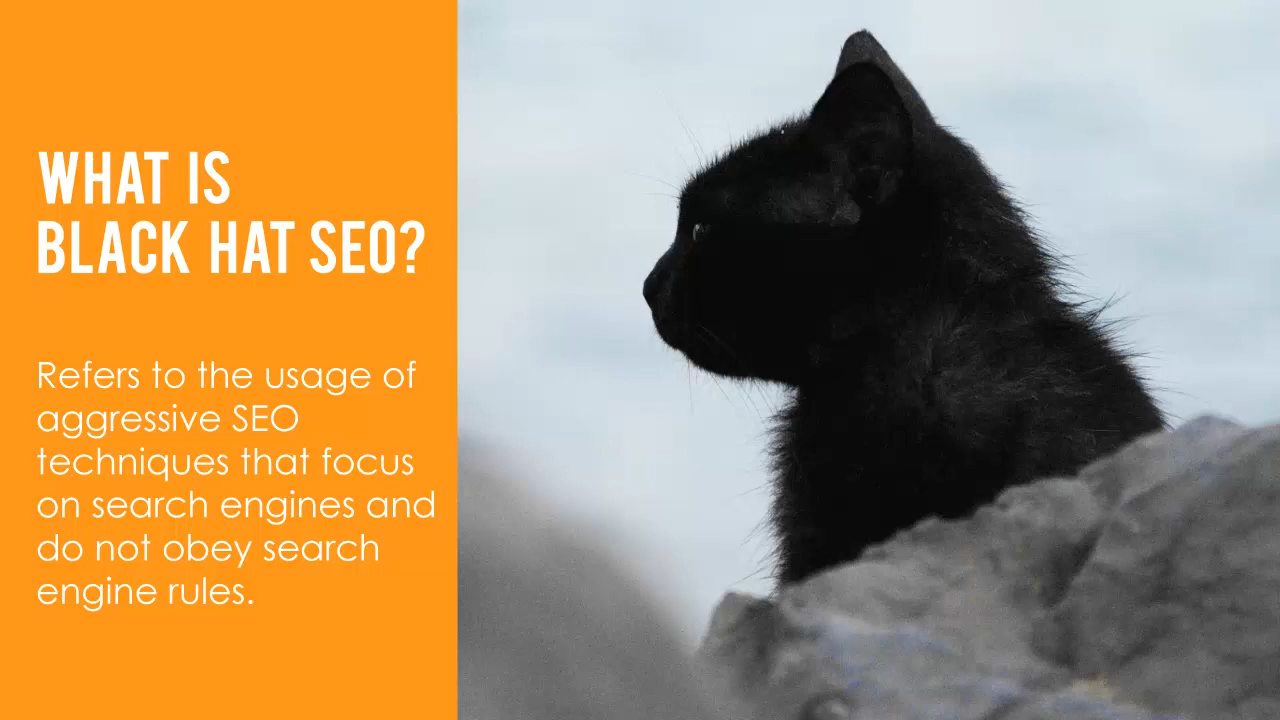 WHAT IS
BLACK HAT SEO?
Refers to the usage of
aggressive SEO
techniques that focus
on search engines and
do not obey search
engine rules.